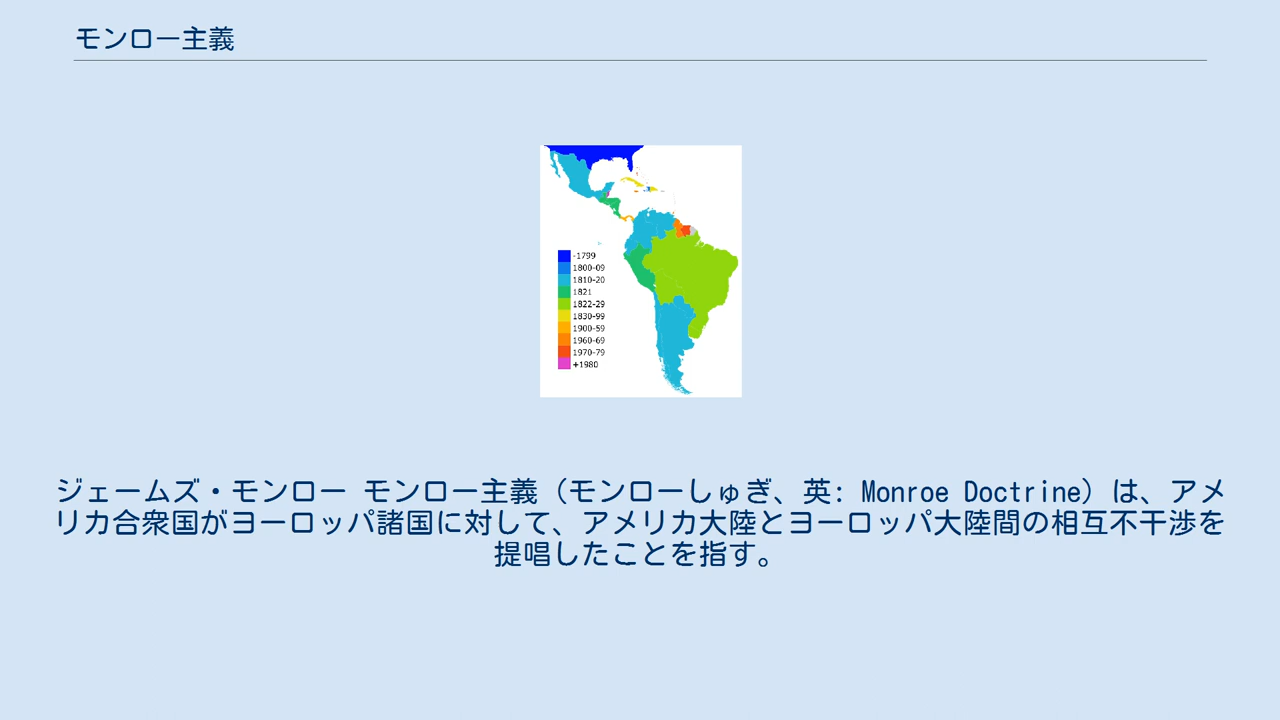 モンロー主義
-1799
1800-09
1810-20
1821
1822-29
1830-99
1900-59
1960-69
1970-79
+1980
ジェームズ・モンロー モンロー主義（モンローしゅぎ、英: Monroe Doctrine）は、アメ
リカ合衆国がヨーロッパ諸国に対して、アメリカ大陸とヨーロッパ大陸間の相互不干渉を
提唱したことを指す。